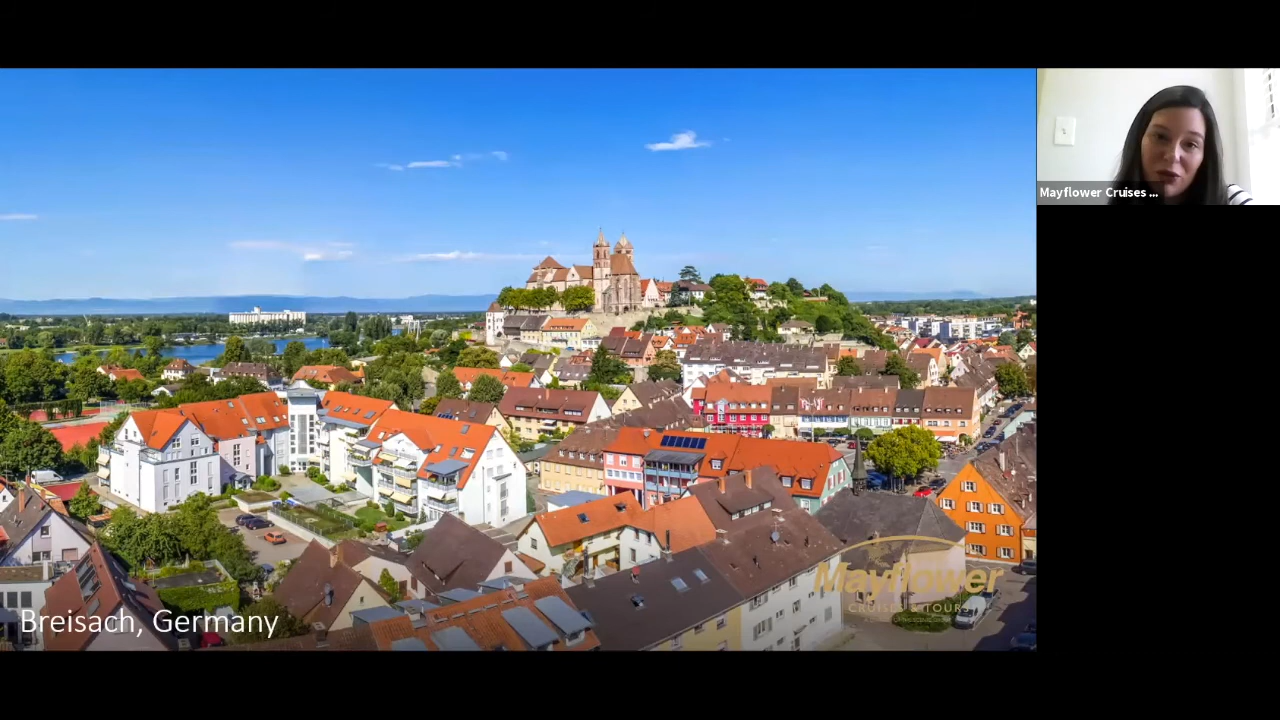 Mayflower Cruises ...
Mayflower
CRUISES & TOURS
Breisach, Germany